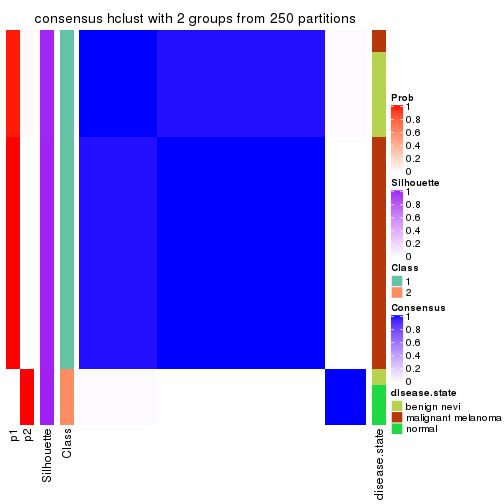 consensus hclust with 2 groups from 250 partitions
Prob
1
0.8
0.6
0.4
0.2
0
Silhouette
1
0.8
0.6
0.4
0.2
0
Class
1
2
Consensus
1
0.8
0.6
0.4
0.2
0
disease.state
benign nevi
malignant melanoma
normal
p1
p2
Silhouette
Class
disease.state